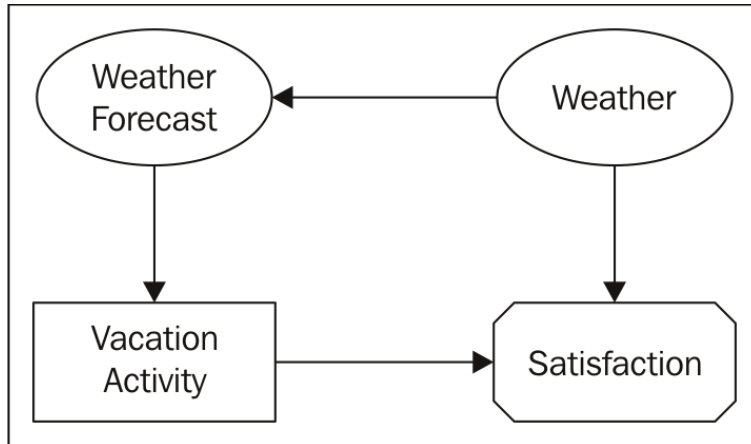 Weather
Forecast
Weather
Vacation
Activity
Satisfaction